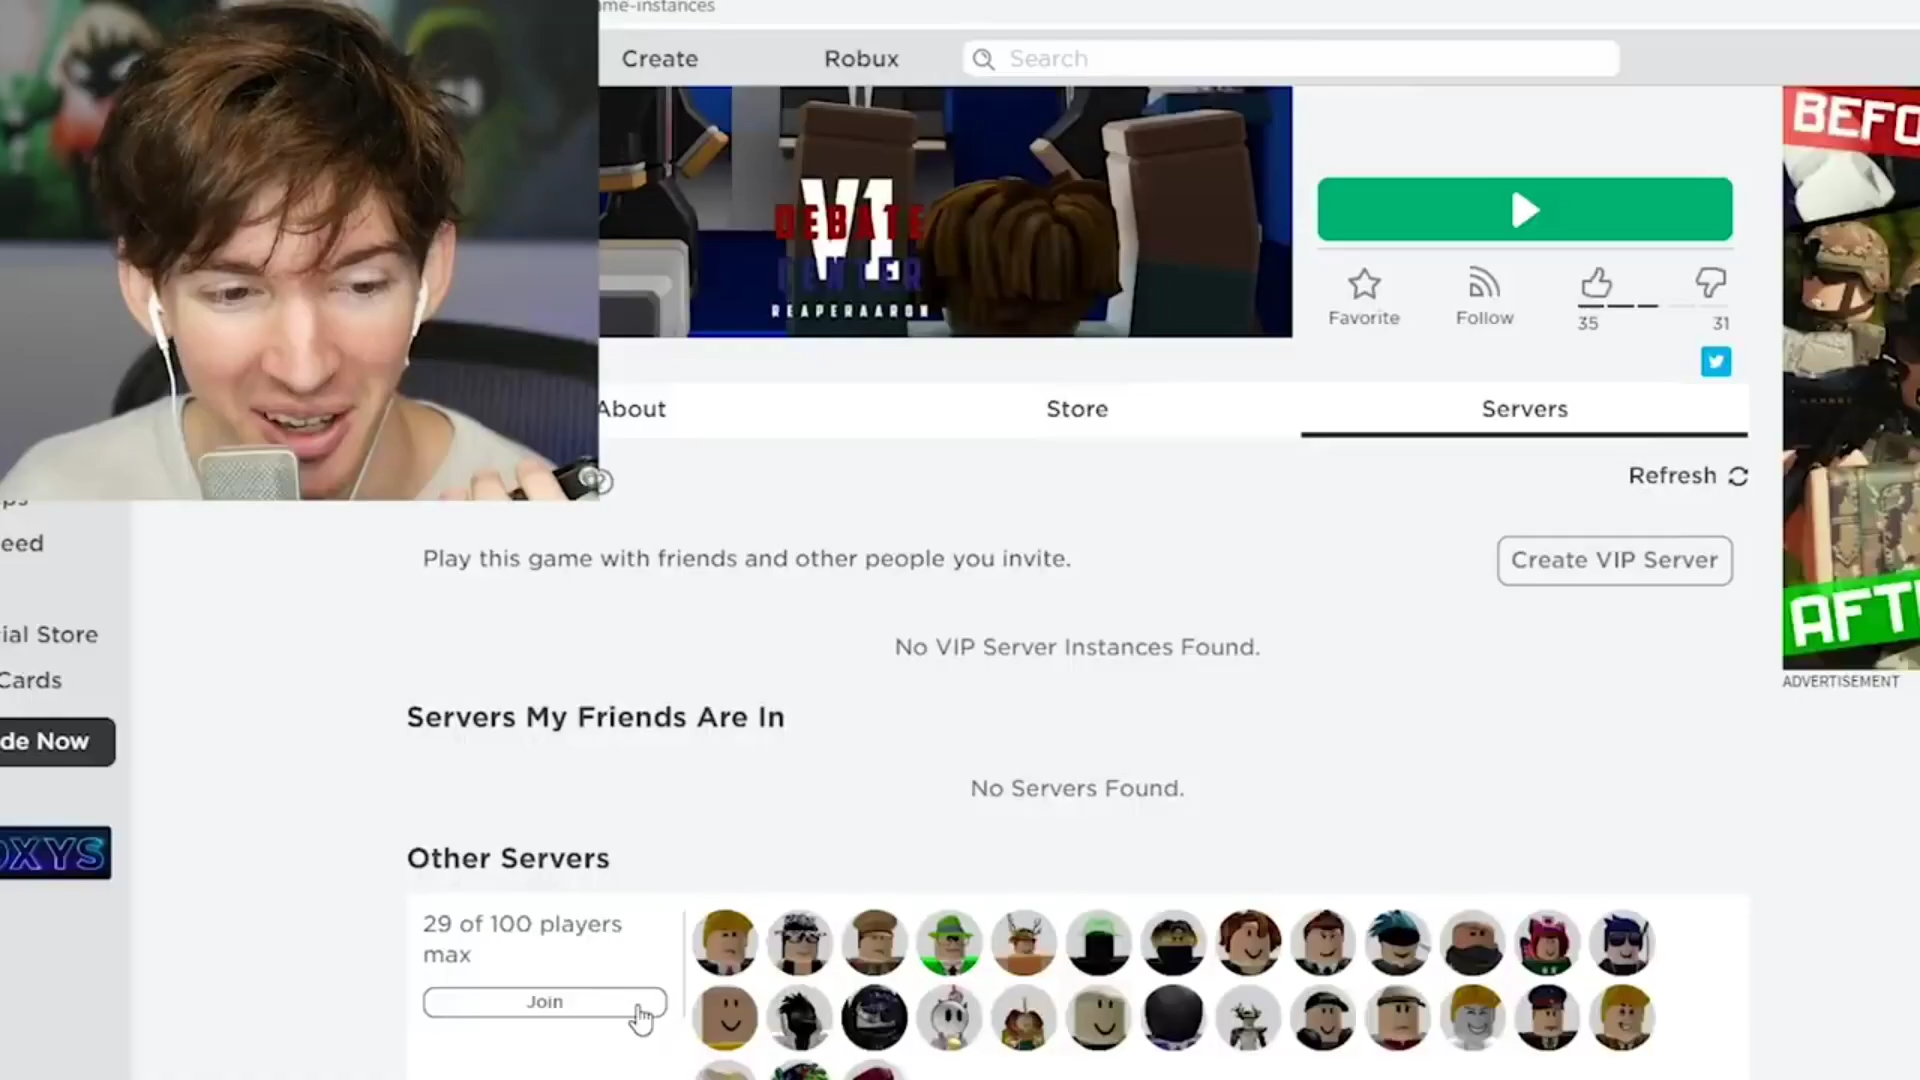 me-instances
Create
Robux
Search
BEFO
V1
DEBATE
CENTER
REAPERAARON
Favorite
Follow
35
31
About
Store
Servers
Refresh
eed
Play this game with friends and other people you invite.
Create VIP Server
AFT
ial Store
No VIP Server Instances Found.
Cards
ADVERTISEMENT
Servers My Friends Are In
de Now
No Servers Found.
OXYS
Other Servers
29 of 100 players
max
Join